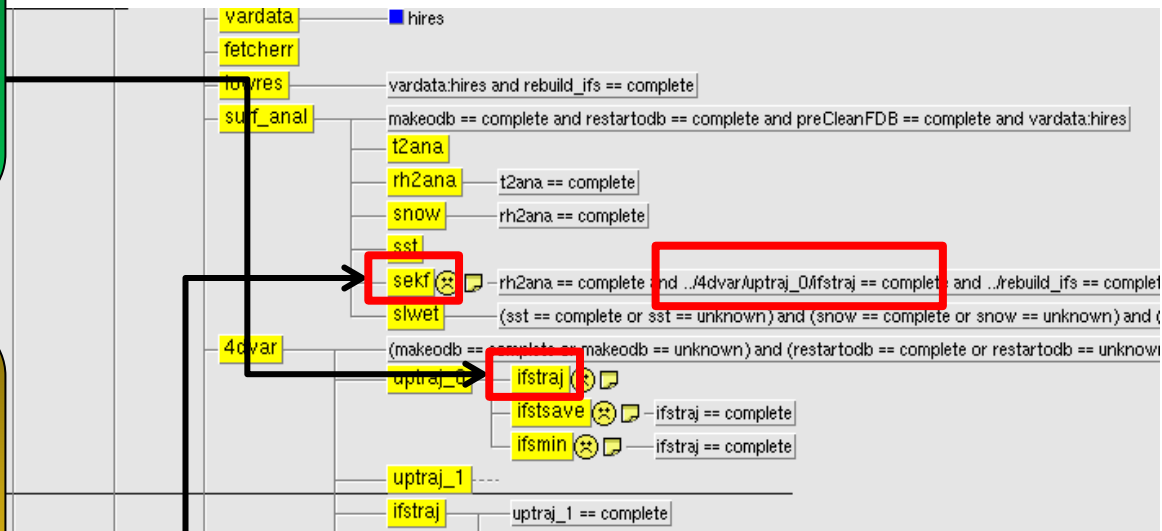 vardata hires
fetcherr
lowres vardata:hires and rebuild_ifs == complete
surf_anal makeodb == complete and restartodb == complete and preCleanFDB == complete and vardata:hires
t2ana
rh2ana t2ana == complete
snow rh2ana == complete
sst
sekf rh2ana == complete and ../4dvar/uptraj_0/ifstraj == complete and ../rebuild_ifs == complet
slwet (sst == complete or sst == unknown) and (snow == complete or snow == unknown) and (
4dvar (makeodb == complete or makeodb == unknown) and (restartodb == complete or restartodb == unknown
uptraj_0 ifstraj
ifstsave ifstraj == complete
ifsmin ifstraj == complete
uptraj_1
ifstraj uptraj_1 == complete